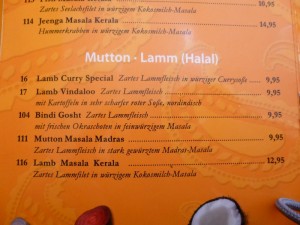 Zartes Seelachsfilet in würzigem Kokosmilch-Masala
114 Jeenga Masala Kerala 14,95
Hummerkrabben in würzigem Kokosmilch-Masala
Mutton · Lamm (Halal)
16 Lamb Curry Special Zartes Lammfleisch in würziger Currysoße 9,95
17 Lamb Vindaloo Zartes Lammfleisch 9,95
mit Kartoffeln in sehr scharfer roter Soße, nordindisch
104 Bindi Gosht Zartes Lammfleisch 9,95
mit frischen Okraschoten in feinwürzigem Masala
111 Mutton Masala Madras 9,95
Zartes Lammfleisch in stark gewürztem Madras-Masala
116 Lamb Masala Kerala 12,95
Zartes Lammfilet in würzigem Kokosmilch-Masala